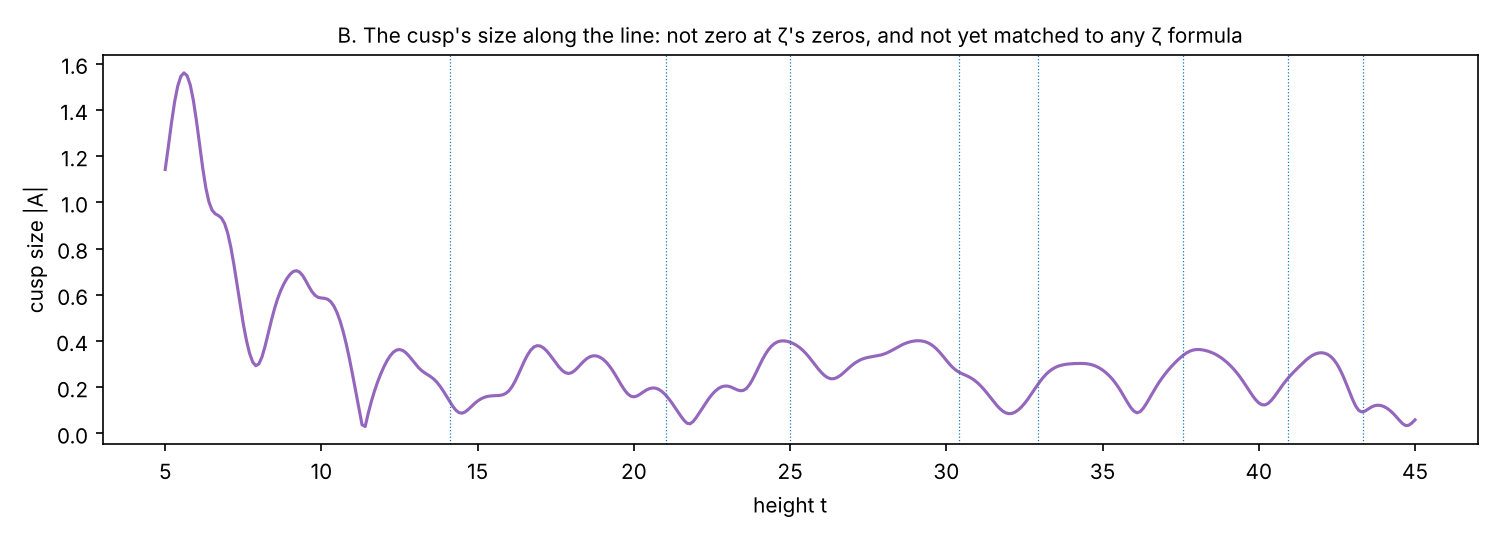 B. The cusp's size along the line: not zero at ζ's zeros, and not yet matched to any ζ formula
1.6
1.4
1.2
1.0
0.8
0.6
0.4
0.2
0.0
cusp size |A|
5 10 15 20 25 30 35 40 45
height t